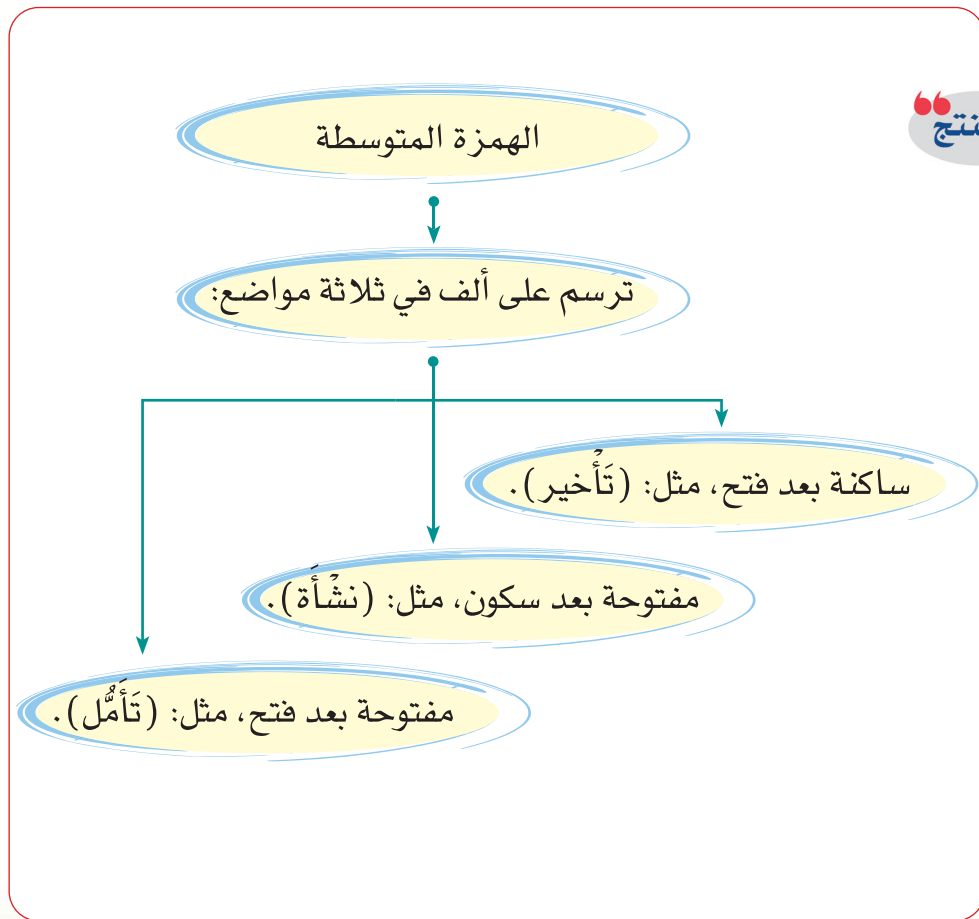 الهمزة المتوسطة
ترسم على ألف في ثلاثة مواضع:
ساكنة بعد فتح، مثل: (تَأْخير).
مفتوحة بعد سكون، مثل: (نشْأَة).
مفتوحة بعد فتح، مثل: (تَأَمُّل).